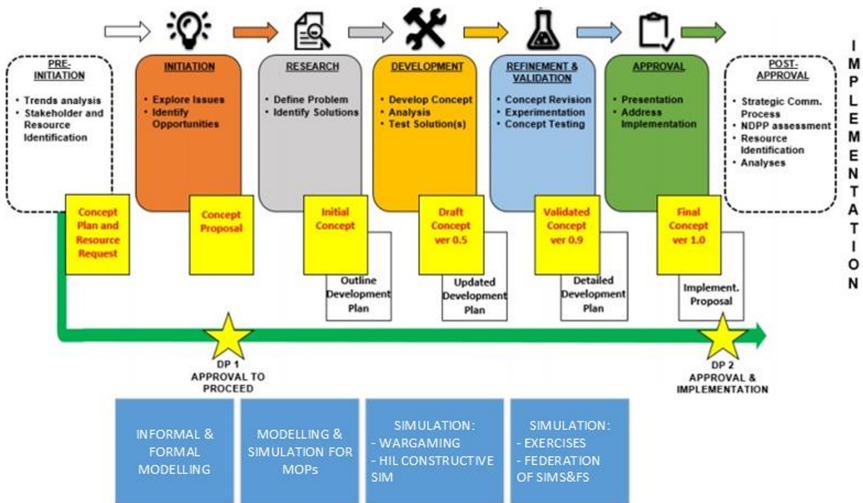 PRE-
INITIATION
• Trends analysis
• Stakeholder and
Resource
Identification
INITIATION
• Explore Issues
• Identify
Opportunities
RESEARCH
• Define Problem
• Identify Solutions
DEVELOPMENT
• Develop Concept
• Analysis
• Test Solution(s)
REFINEMENT &
VALIDATION
• Concept Revision
• Experimentation
• Concept Testing
APPROVAL
• Presentation
• Address
Implementation
POST-
APPROVAL
• Strategic Comm.
Process
• NDPP assessment
• Resource
Identification
• Analyses
IMPLEMENTATION
Concept
Plan and
Resource
Request
Concept
Proposal
Initial
Concept
Outline
Development
Plan
Draft
Concept
ver 0.5
Updated
Development
Plan
Validated
Concept
ver 0.9
Detailed
Development
Plan
Final
Concept
ver 1.0
Implement.
Proposal
DP 1
APPROVAL TO
PROCEED
DP 2
APPROVAL &
IMPLEMENTATION
INFORMAL &
FORMAL
MODELLING
MODELLING &
SIMULATION FOR
MOPs
SIMULATION:
- WARGAMING
- HIL CONSTRUCTIVE
SIM
SIMULATION:
- EXERCISES
- FEDERATION
OF SIMS&FS